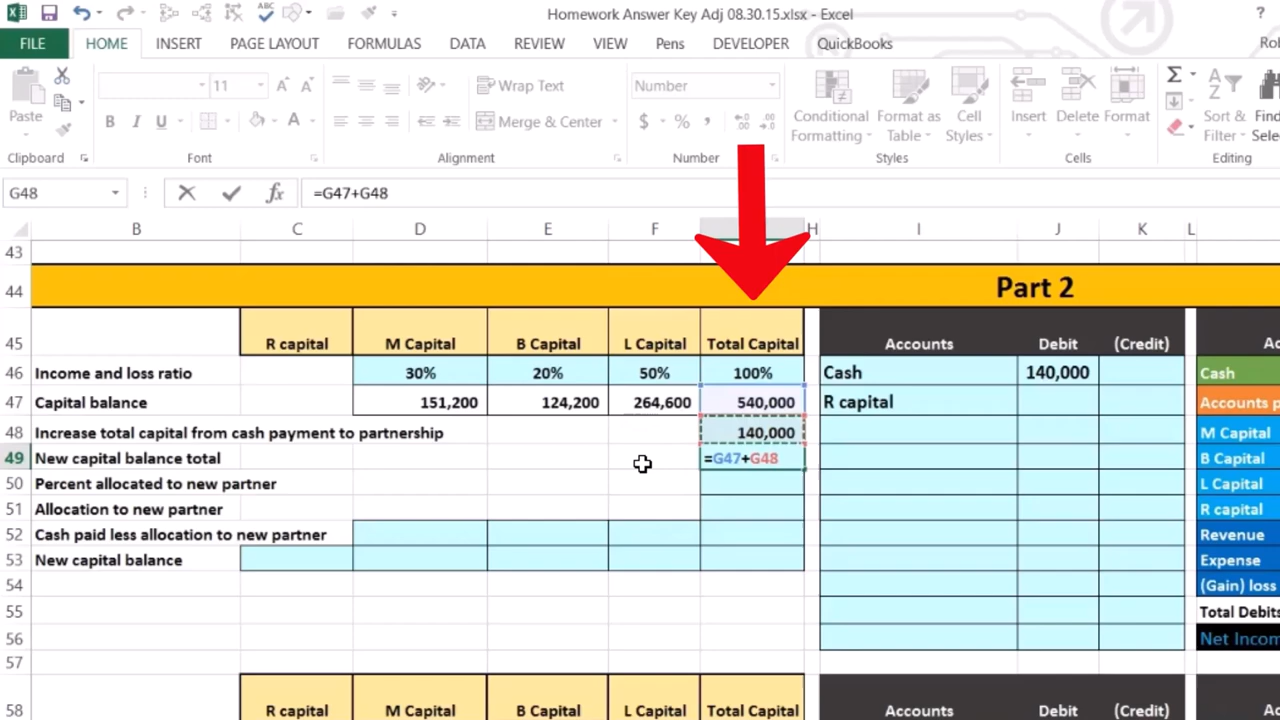 Homework Answer Key Adj 08.30.15.xlsx - Excel
?
FILE HOME INSERT PAGE LAYOUT FORMULAS DATA REVIEW VIEW Pens DEVELOPER QuickBooks
11 A A Wrap Text Number
Paste B I U A Merge & Center $ % , Conditional Formatting Format as Table Cell Styles Insert Delete Format Sort & Filter
Clipboard Font Alignment Number Styles Cells Editing
G48 fx =G47+G48
B C D E F H I J K L
43
44 Part 2
45 R capital M Capital B Capital L Capital Total Capital Accounts Debit (Credit)
46 Income and loss ratio 30% 20% 50% 100% Cash 140,000 Cash
47 Capital balance 151,200 124,200 264,600 540,000 R capital Accounts
48 Increase total capital from cash payment to partnership 140,000 M Capital
49 New capital balance total =G47+G48 B Capital
50 Percent allocated to new partner L Capital
51 Allocation to new partner R capital
52 Cash paid less allocation to new partner Revenue
53 New capital balance Expense
54 (Gain) loss
55 Total Debits
56 Net
57
58 R capital M Capital B Capital L Capital Total Capital Accounts Debit (Credit)